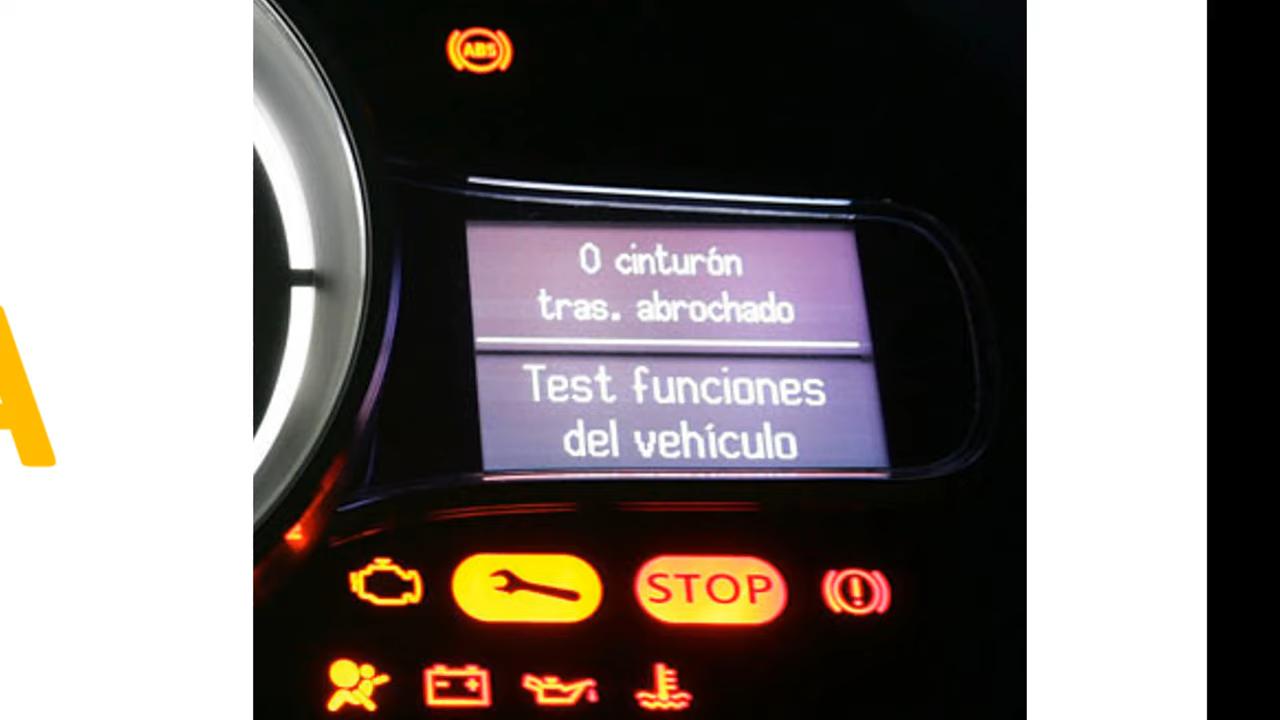 ABS
0 cinturón
tras. abrochado
Test funciones
del vehículo
STOP
A